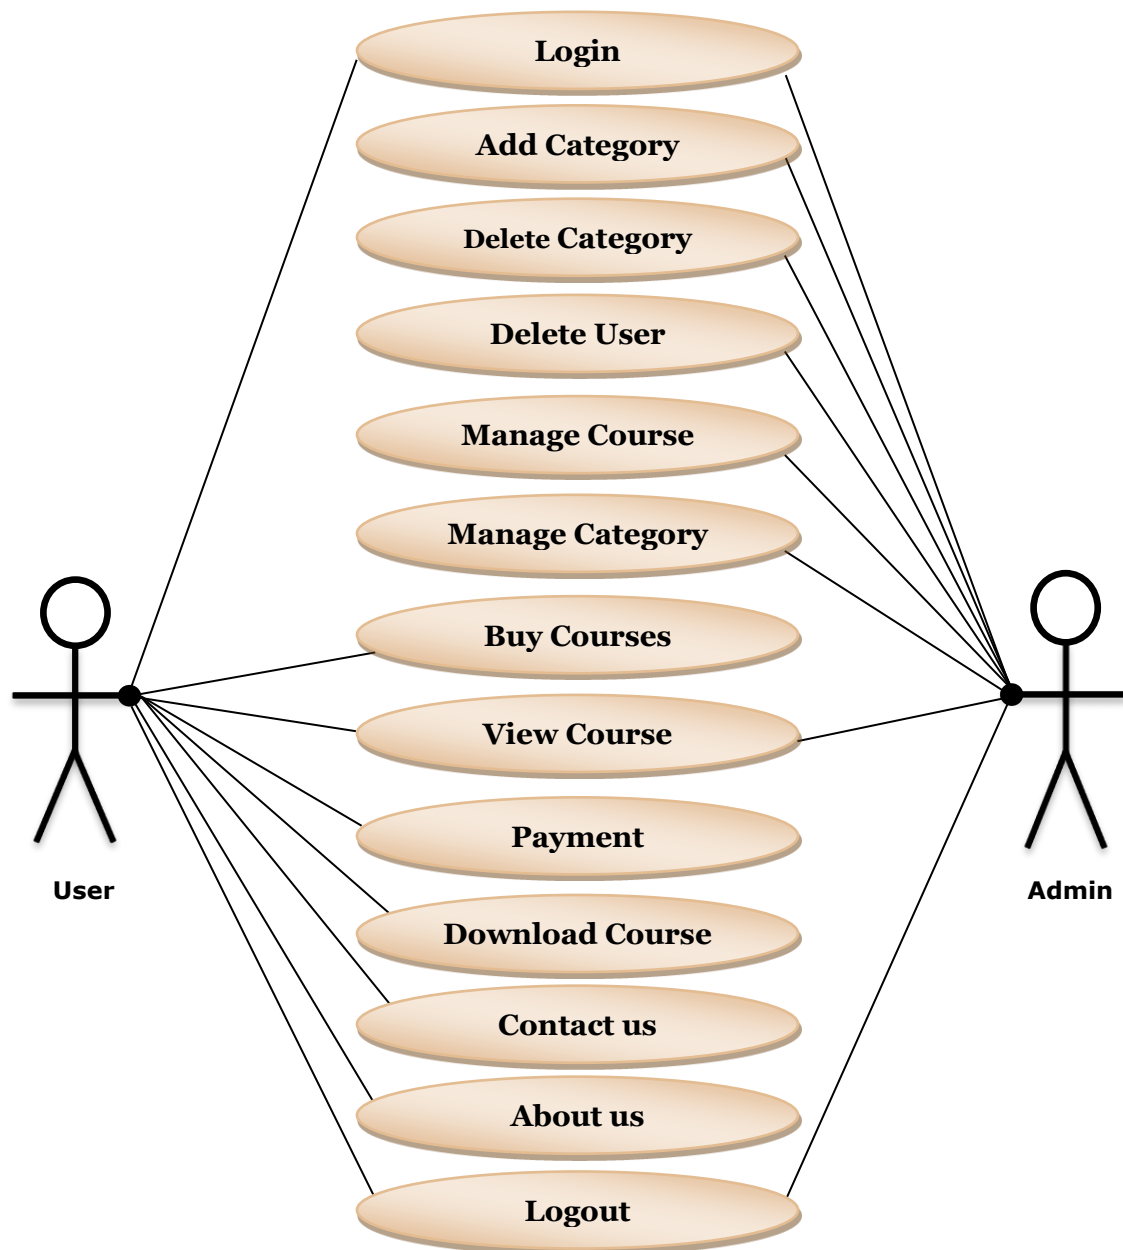 Login
Add Category
Delete Category
Delete User
Manage Course
Manage Category
Buy Courses
View Course
Payment
User
Admin
Download Course
Contact us
About us
Logout